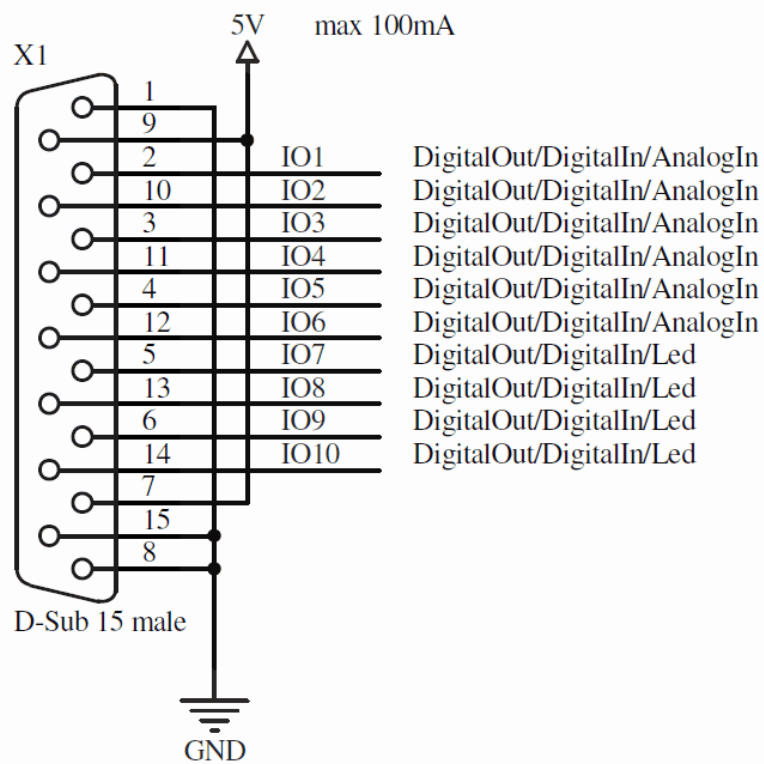 5V max 100mA
X1
1
9
2 IO1 DigitalOut/DigitalIn/AnalogIn
10 IO2 DigitalOut/DigitalIn/AnalogIn
3 IO3 DigitalOut/DigitalIn/AnalogIn
11 IO4 DigitalOut/DigitalIn/AnalogIn
4 IO5 DigitalOut/DigitalIn/AnalogIn
12 IO6 DigitalOut/DigitalIn/AnalogIn
5 IO7 DigitalOut/DigitalIn/Led
13 IO8 DigitalOut/DigitalIn/Led
6 IO9 DigitalOut/DigitalIn/Led
14 IO10 DigitalOut/DigitalIn/Led
7
15
8
D-Sub 15 male
GND